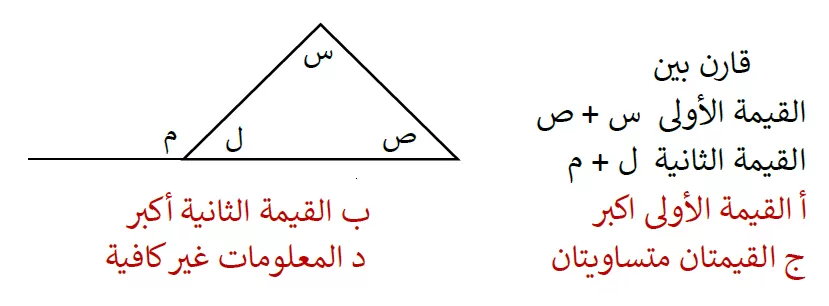 قارن بين
القيمة الأولى س + ص
القيمة الثانية ل + م
أ القيمة الأولى اكبر
ب القيمة الثانية أكبر
ج القيمتان متساويتان
د المعلومات غير كافية
س
م
ل
ص